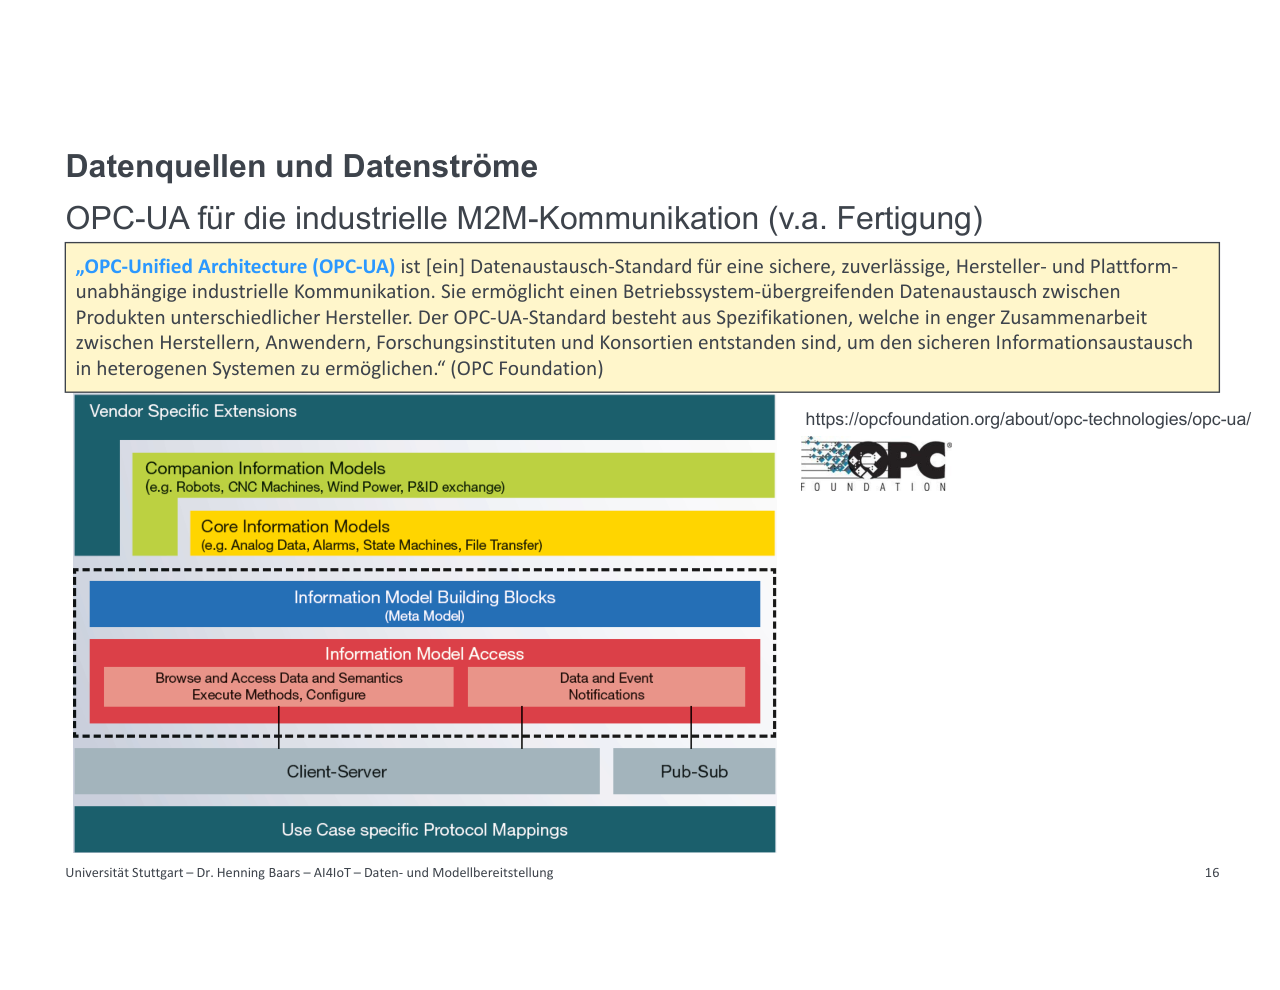 Datenquellen und Datenströme
OPC-UA für die industrielle M2M-Kommunikation (v.a. Fertigung)
„OPC-Unified Architecture (OPC-UA) ist [ein] Datenaustausch-Standard für eine sichere, zuverlässige, Hersteller- und Plattform-
unabhängige industrielle Kommunikation. Sie ermöglicht einen Betriebssystem-übergreifenden Datenaustausch zwischen
Produkten unterschiedlicher Hersteller. Der OPC-UA-Standard besteht aus Spezifikationen, welche in enger Zusammenarbeit
zwischen Herstellern, Anwendern, Forschungsinstituten und Konsortien entstanden sind, um den sicheren Informationsaustausch
in heterogenen Systemen zu ermöglichen.“ (OPC Foundation)
Vendor Specific Extensions
https://opcfoundation.org/about/opc-technologies/opc-ua/
OPC®
FOUNDATION
Companion Information Models
(e.g. Robots, CNC Machines, Wind Power, P&ID exchange)
Core Information Models
(e.g. Analog Data, Alarms, State Machines, File Transfer)
Information Model Building Blocks
(Meta Model)
Information Model Access
Browse and Access Data and Semantics
Execute Methods, Configure
Data and Event
Notifications
Client-Server
Pub-Sub
Use Case specific Protocol Mappings
Universität Stuttgart – Dr. Henning Baars – AI4IoT – Daten- und Modellbereitstellung
16